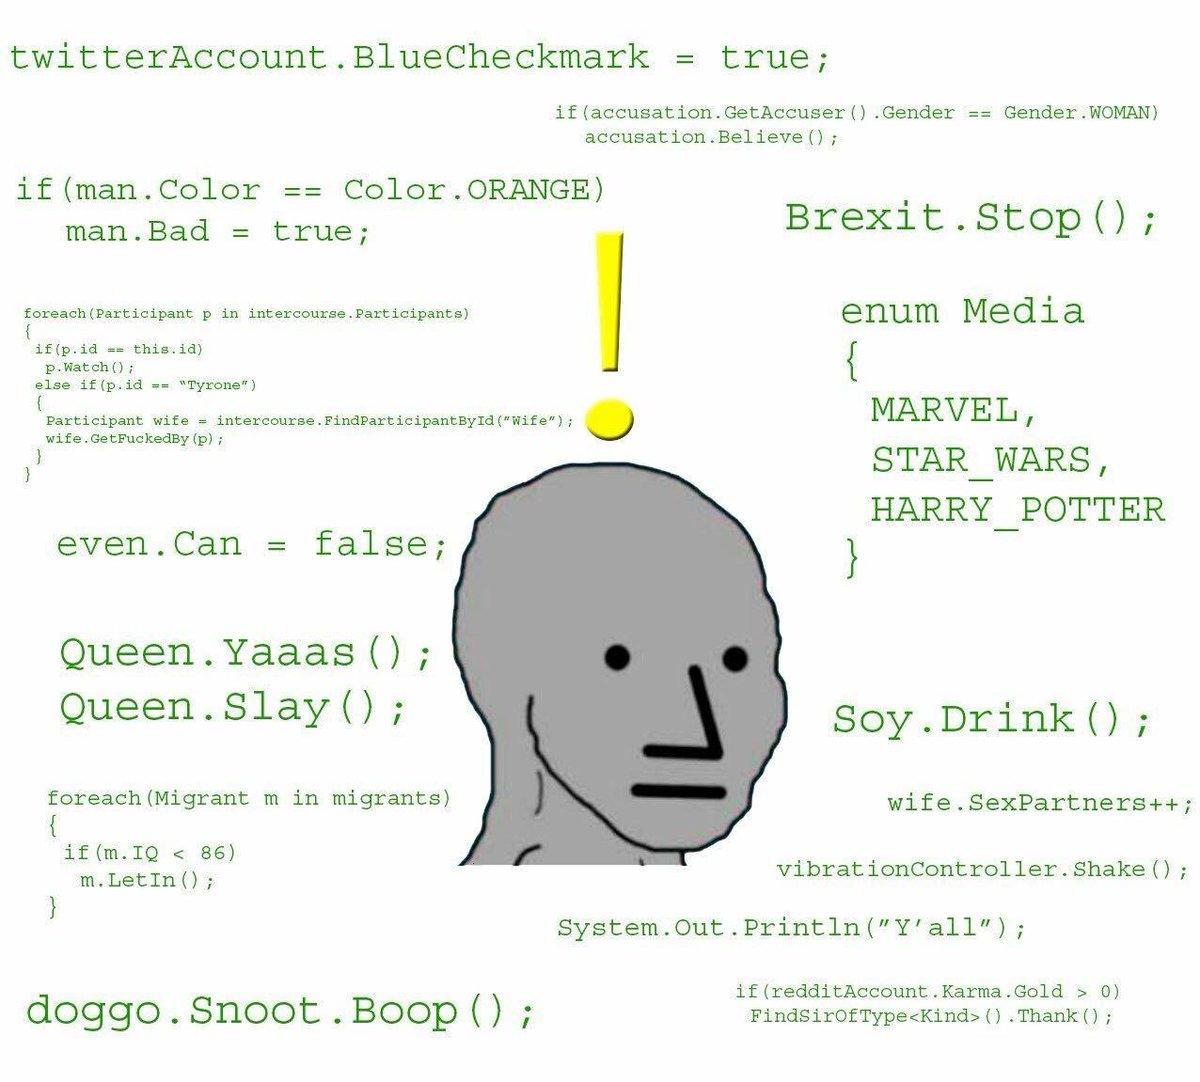 twitterAccount.BlueCheckmark = true;
if(accusation.GetAccuser().Gender == Gender.WOMAN)
accusation.Believe();
if(man.Color == Color.ORANGE)
man.Bad = true;
Brexit.Stop();
foreach(Participant p in intercourse.Participants)
{
if(p.id == this.id)
p.Watch();
else if(p.id == “Tyrone”)
{
Participant wife = intercourse.FindParticipantById(”Wife”);
wife.GetFuckedBy(p);
}
}
!
enum Media
{
MARVEL,
STAR_WARS,
HARRY_POTTER
}
even.Can = false;
Queen.Yaaas();
Queen.Slay();
Soy.Drink();
foreach(Migrant m in migrants)
{
if(m.IQ < 86)
m.LetIn();
}
wife.SexPartners++;
vibrationController.Shake();
System.Out.Println(”Y’all”);
doggo.Snoot.Boop();
if(redditAccount.Karma.Gold > 0)
FindSirOfType<Kind>().Thank();